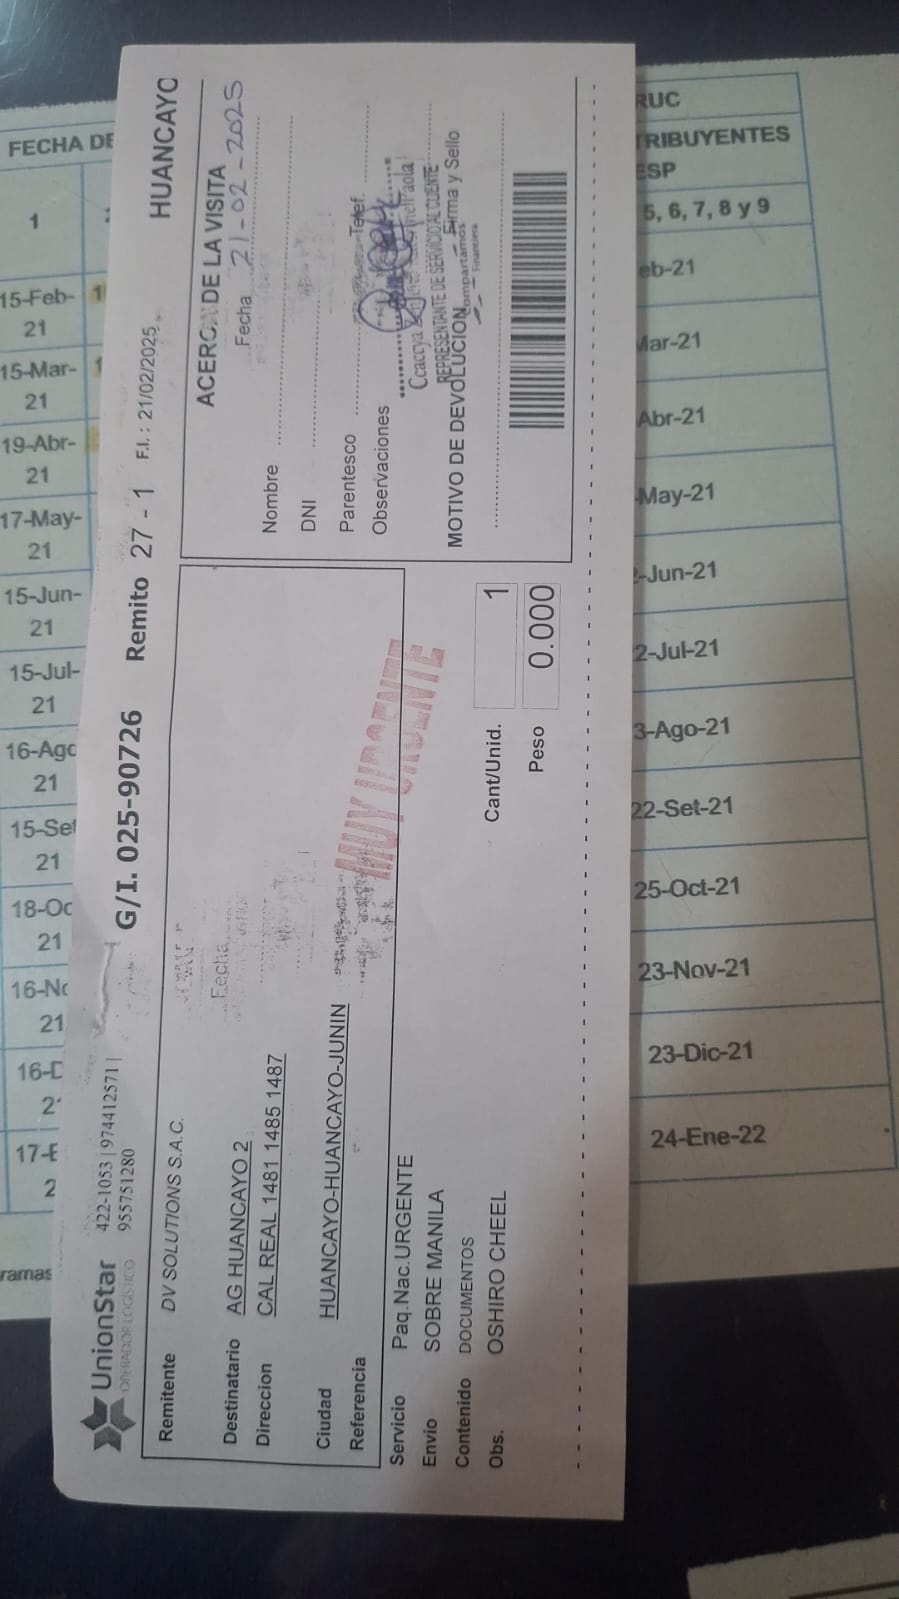 UnionStar
OPERADOR LOGÍSTICO
422-1053 | 974412571 |
955751280
G/I. 025-90726 Remito 27 - 1 F.I. : 21/02/2025 HUANCAYO
Remitente DV SOLUTIONS S.A.C.
Destinatario AG HUANCAYO 2
Direccion CAL REAL 1481 1485 1487
Ciudad HUANCAYO-HUANCAYO-JUNIN
Referencia
Fecha
MUY URGENTE
Servicio Paq.Nac.URGENTE
Envio SOBRE MANILA
Contenido DOCUMENTOS
Obs. OSHIRO CHEEL
Cant/Unid. 1
Peso 0.000
ACERCA DE LA VISITA
Fecha 21-02-2025
Nombre
DNI
Parentesco Telef.
Observaciones
REPRESENTANTE DE SERVICIO AL CLIENTE
Compartamos
Financiera
Firma y Sello
MOTIVO DE DEVOLUCION
FECHA DE
1
15-Feb-
21
15-Mar-
21
19-Abr-
21
17-May-
21
15-Jun-
21
15-Jul-
21
16-Ago
21
15-Set
21
18-Oc
21
16-No
21
16-D
2
17-E
2
ramas
RUC
TRIBUYENTES
ESP
5, 6, 7, 8 y 9
eb-21
Mar-21
Abr-21
May-21
-Jun-21
2-Jul-21
3-Ago-21
22-Set-21
25-Oct-21
23-Nov-21
23-Dic-21
24-Ene-22